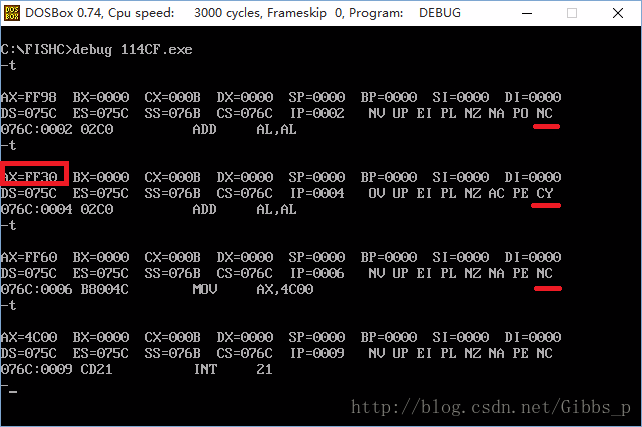 DOSBox 0.74, Cpu speed: 3000 cycles, Frameskip 0, Program: DEBUG
C:\FISHC>debug 114CF.exe
-t
AX=FF98 BX=0000 CX=000B DX=0000 SP=0000 BP=0000 SI=0000 DI=0000
DS=075C ES=075C SS=076B CS=076C IP=0002 NV UP EI PL NZ NA PO NC
076C:0002 02C0 ADD AL,AL
-t
AX=FF30 BX=0000 CX=000B DX=0000 SP=0000 BP=0000 SI=0000 DI=0000
DS=075C ES=075C SS=076B CS=076C IP=0004 OV UP EI PL NZ AC PE CY
076C:0004 02C0 ADD AL,AL
-t
AX=FF60 BX=0000 CX=000B DX=0000 SP=0000 BP=0000 SI=0000 DI=0000
DS=075C ES=075C SS=076B CS=076C IP=0006 NV UP EI PL NZ NA PE NC
076C:0006 B8004C MOV AX,4C00
-t
AX=4C00 BX=0000 CX=000B DX=0000 SP=0000 BP=0000 SI=0000 DI=0000
DS=075C ES=075C SS=076B CS=076C IP=0009 NV UP EI PL NZ NA PE NC
076C:0009 CD21 INT 21
-
http://blog.csdn.net/Gibbs_p